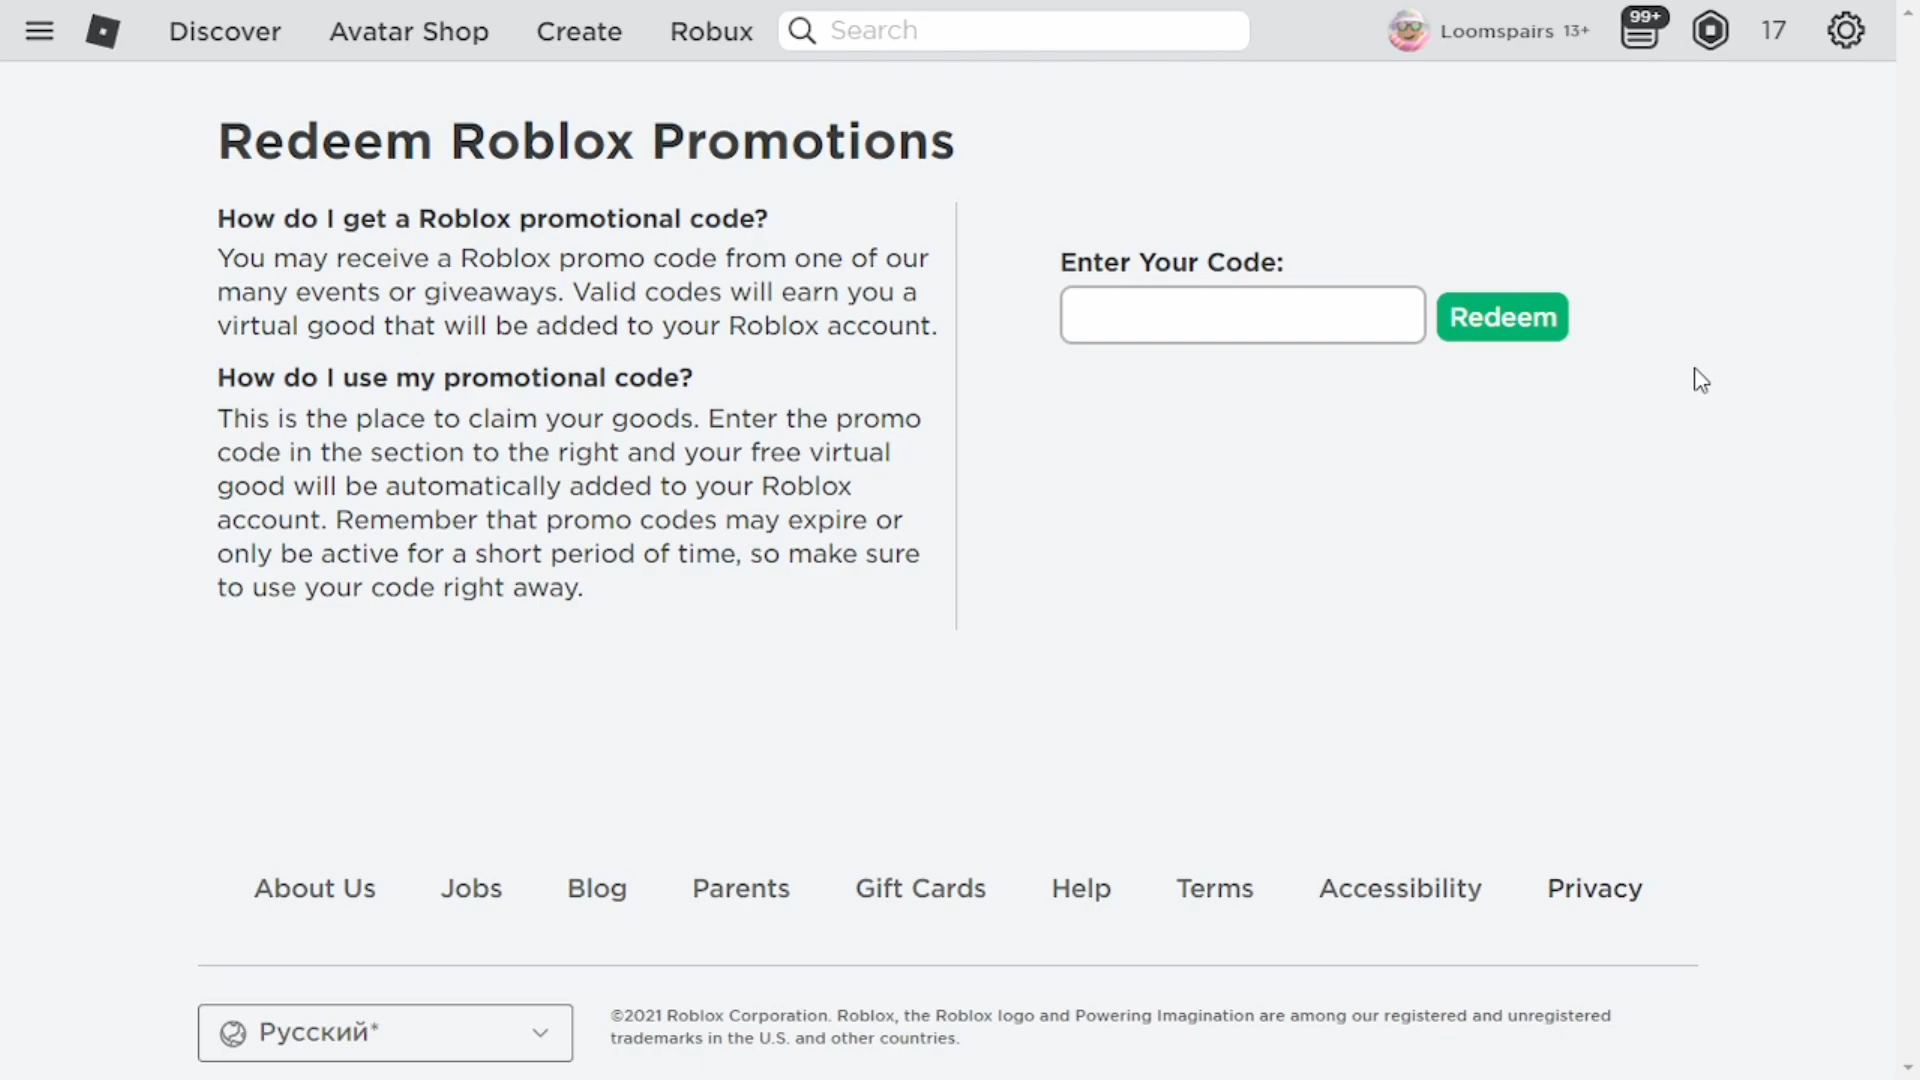 Discover Avatar Shop Create Robux Search Loomspairs 13+ 99+ 17
Redeem Roblox Promotions
How do I get a Roblox promotional code?
You may receive a Roblox promo code from one of our
many events or giveaways. Valid codes will earn you a
virtual good that will be added to your Roblox account.
How do I use my promotional code?
This is the place to claim your goods. Enter the promo
code in the section to the right and your free virtual
good will be automatically added to your Roblox
account. Remember that promo codes may expire or
only be active for a short period of time, so make sure
to use your code right away.
Enter Your Code:
Redeem
About Us Jobs Blog Parents Gift Cards Help Terms Accessibility Privacy
Русский*
©2021 Roblox Corporation. Roblox, the Roblox logo and Powering Imagination are among our registered and unregistered
trademarks in the U.S. and other countries.